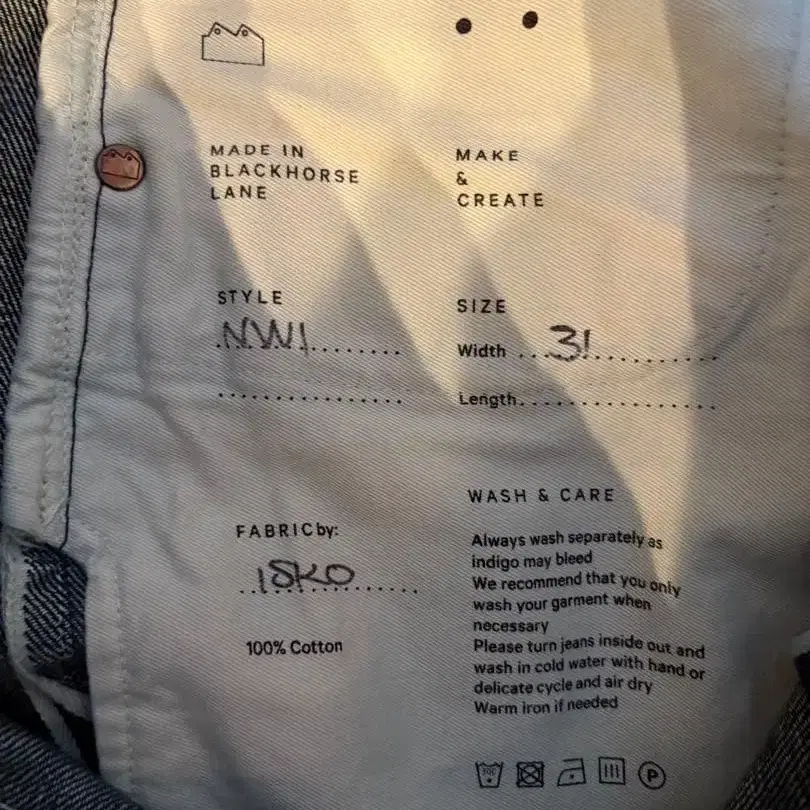 MADE IN
BLACKHORSE
LANE
MAKE
&
CREATE
STYLE
NW1
SIZE
Width 31
Length
FABRIC by:
ISKO
100% Cotton
WASH & CARE
Always wash separately as
indigo may bleed
We recommend that you only
wash your garment when
necessary
Please turn jeans inside out and
wash in cold water with hand or
delicate cycle and air dry
Warm iron if needed
30C
P